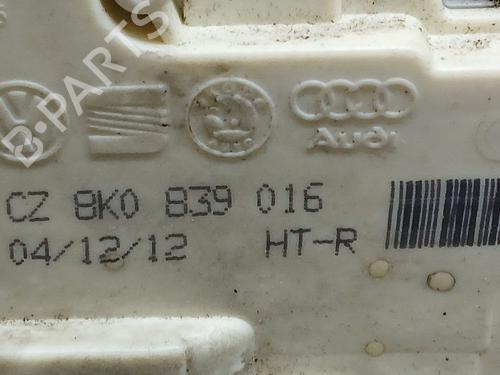 B-PARTS
Audi
CZ 8K0 839 016
04/12/12 HT-R